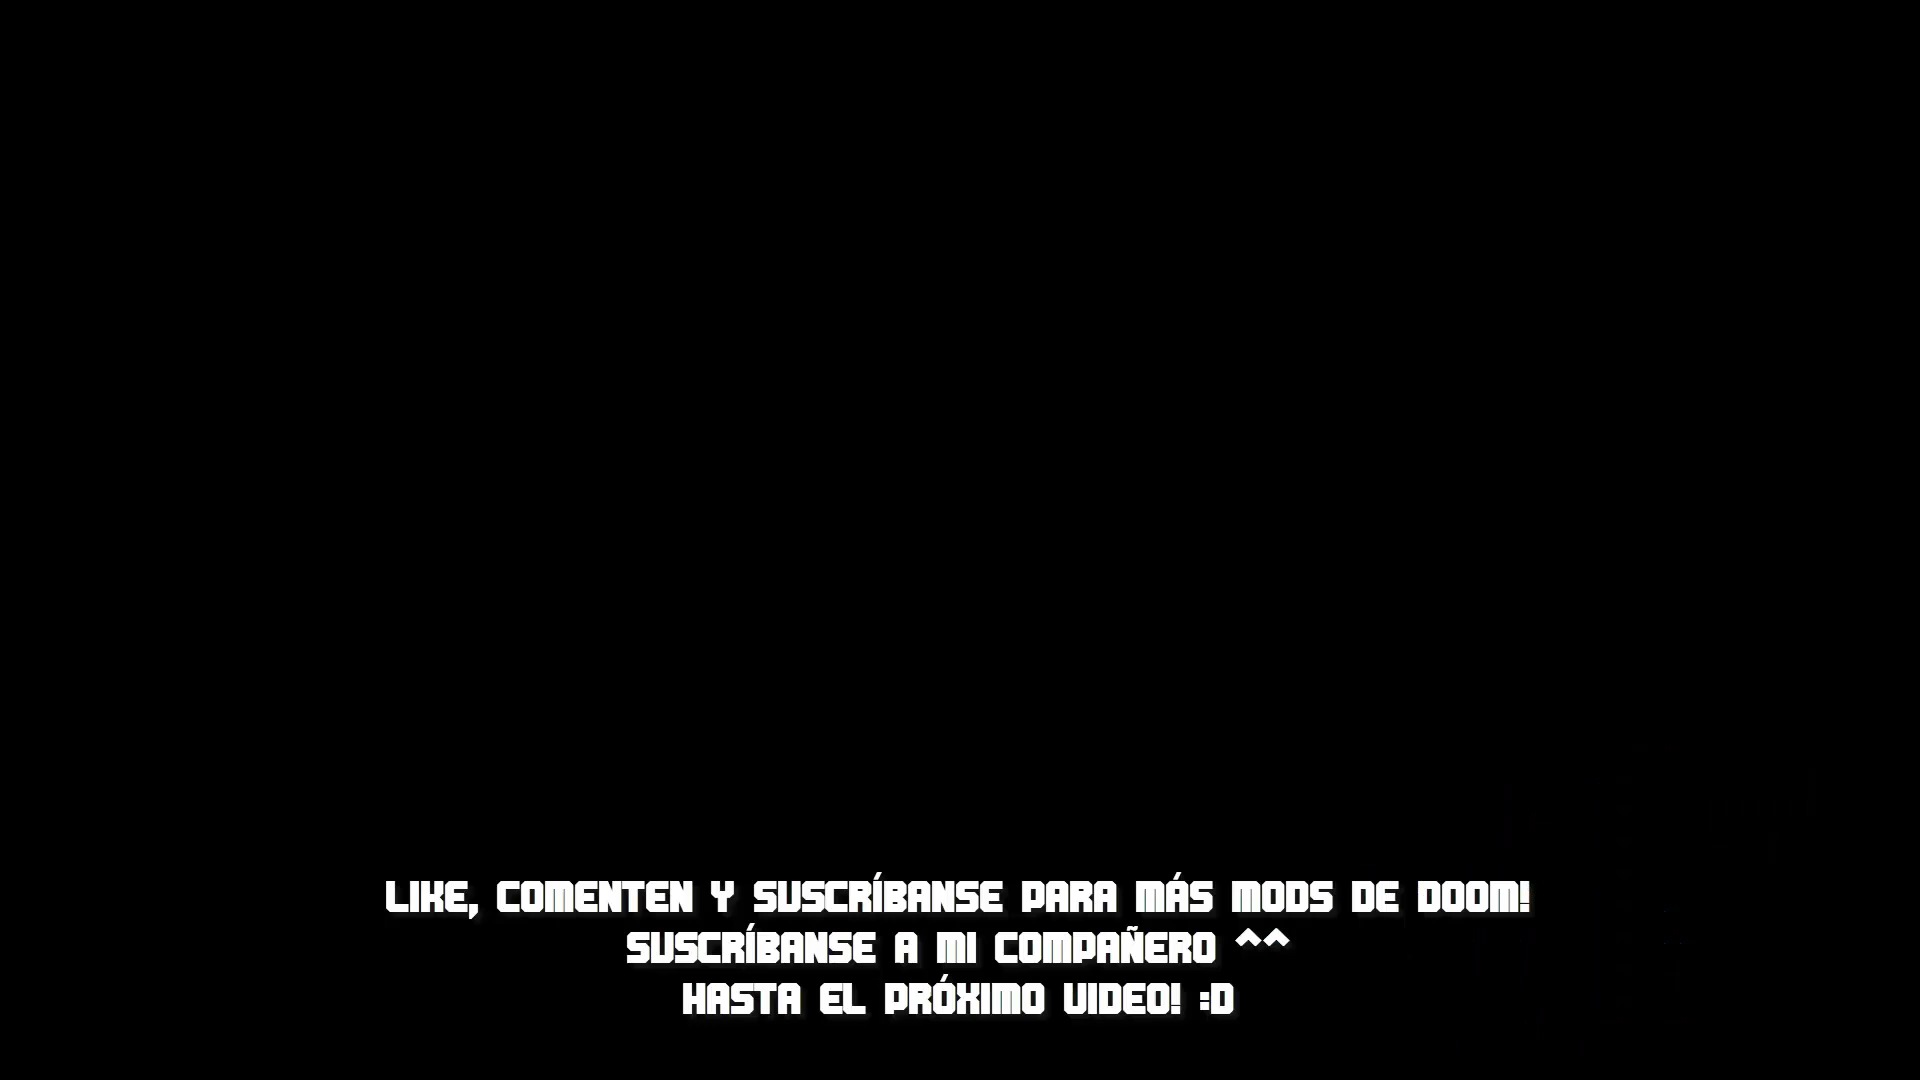 LIKE, COMENTEN Y SUSCRÍBANSE PARA MÁS MODS DE DOOM!
SUSCRÍBANSE A MI COMPAÑERO ^^
HASTA EL PRÓXIMO VIDEO! :D